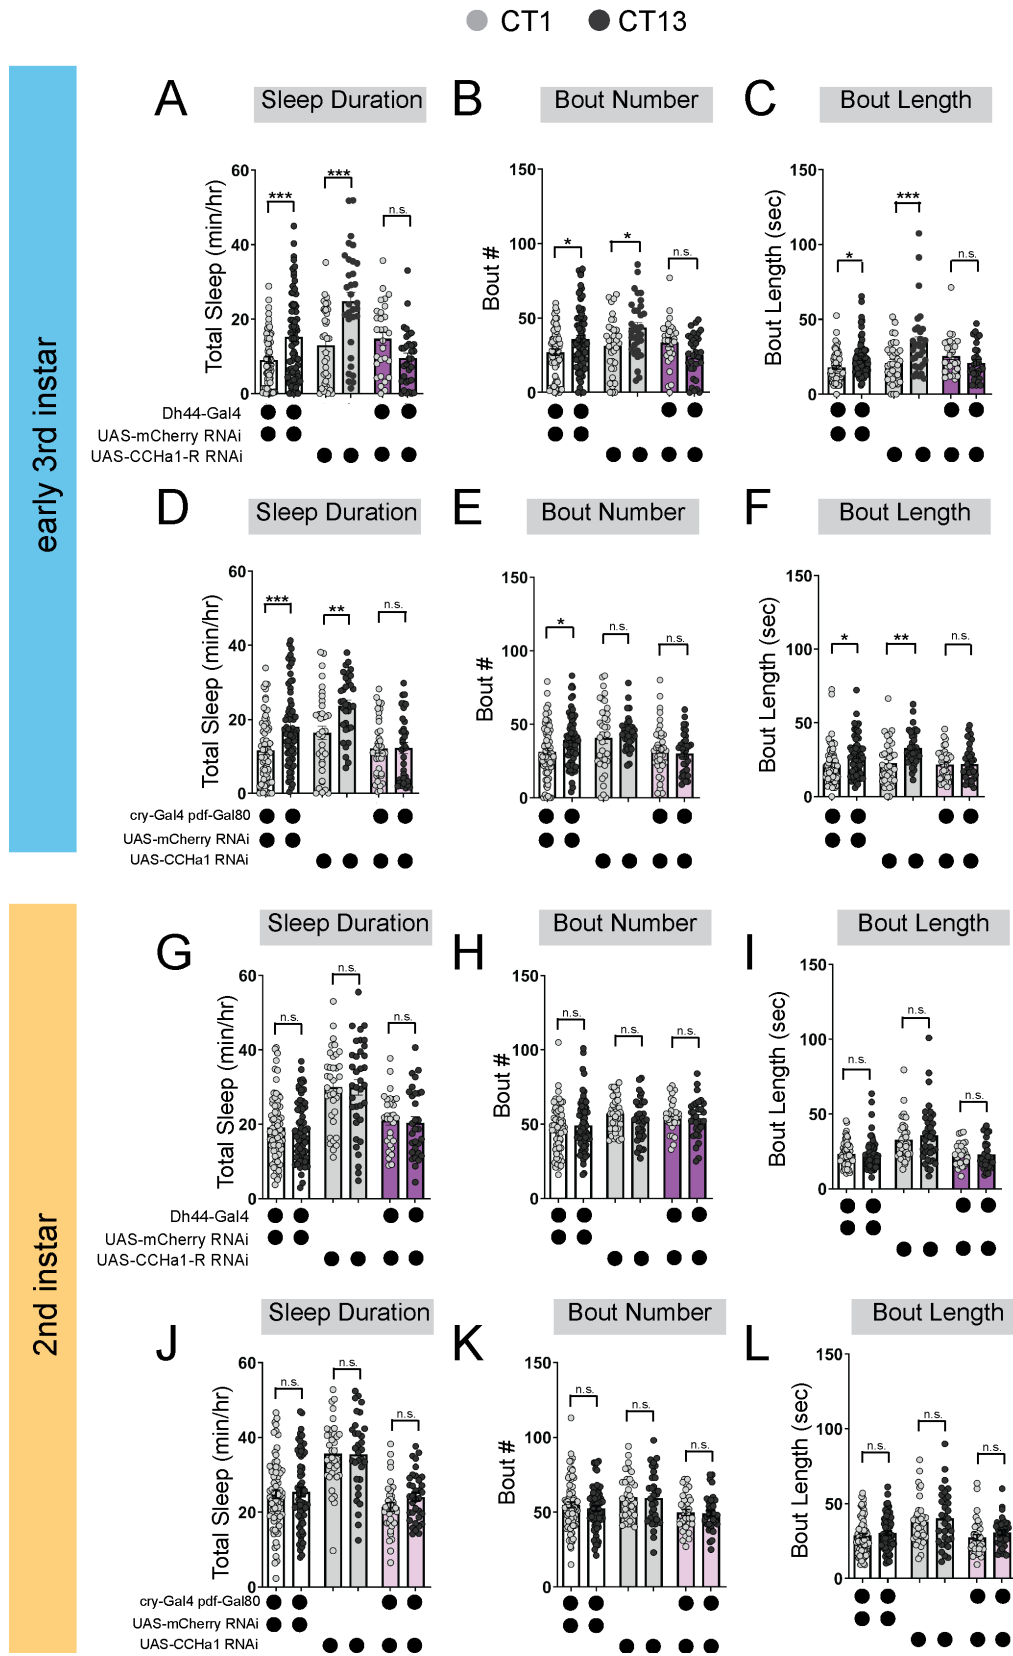 CT1 CT13
early 3rd instar
A Sleep Duration B Bout Number C Bout Length
Total Sleep (min/hr)
60
40
20
0
*** *** n.s.
Bout #
150
100
50
0
* * n.s.
Bout Length (sec)
150
100
50
0
* *** n.s.
Dh44-Gal4
UAS-mCherry RNAi
UAS-CCHa1-R RNAi
D Sleep Duration E Bout Number F Bout Length
Total Sleep (min/hr)
60
40
20
0
*** ** n.s.
Bout #
150
100
50
0
* n.s. n.s.
Bout Length (sec)
150
100
50
0
* ** n.s.
cry-Gal4 pdf-Gal80
UAS-mCherry RNAi
UAS-CCHa1 RNAi
2nd instar
G Sleep Duration H Bout Number I Bout Length
Total Sleep (min/hr)
60
40
20
0
n.s. n.s. n.s.
Bout #
150
100
50
0
n.s. n.s. n.s.
Bout Length (sec)
150
100
50
0
n.s. n.s. n.s.
Dh44-Gal4
UAS-mCherry RNAi
UAS-CCHa1-R RNAi
J Sleep Duration K Bout Number L Bout Length
Total Sleep (min/hr)
60
40
20
0
n.s. n.s. n.s.
Bout #
150
100
50
0
n.s. n.s. n.s.
Bout Length (sec)
150
100
50
0
n.s. n.s. n.s.
cry-Gal4 pdf-Gal80
UAS-mCherry RNAi
UAS-CCHa1 RNAi